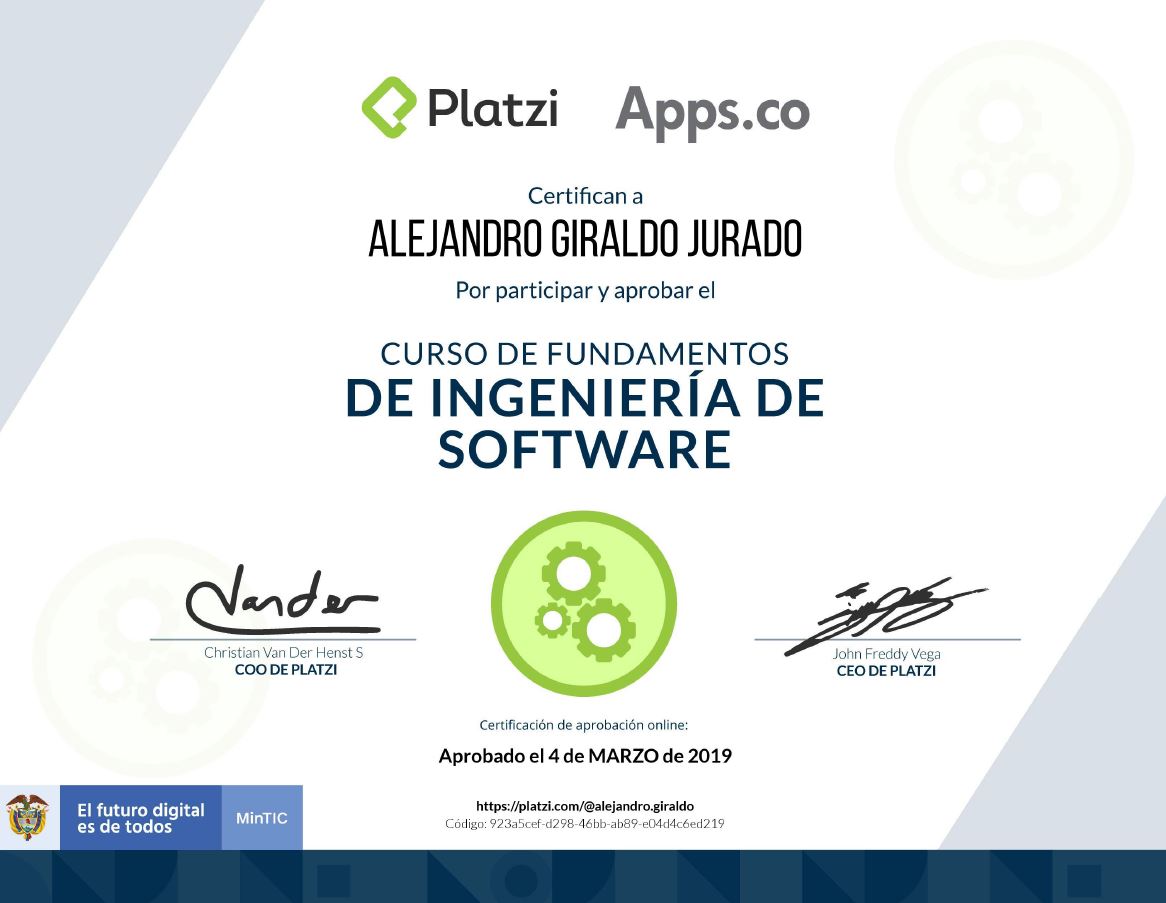 Platzi Apps.co
Certifican a
ALEJANDRO GIRALDO JURADO
Por participar y aprobar el
CURSO DE FUNDAMENTOS
DE INGENIERÍA DE
SOFTWARE
Vander
Christian Van Der Henst S
COO DE PLATZI
John Freddy Vega
CEO DE PLATZI
Certificación de aprobación online:
Aprobado el 4 de MARZO de 2019
https://platzi.com/@alejandro.giraldo
Código: 923a5cef-d298-46bb-ab89-e04d4c6ed219
El futuro digital
es de todos
MinTIC